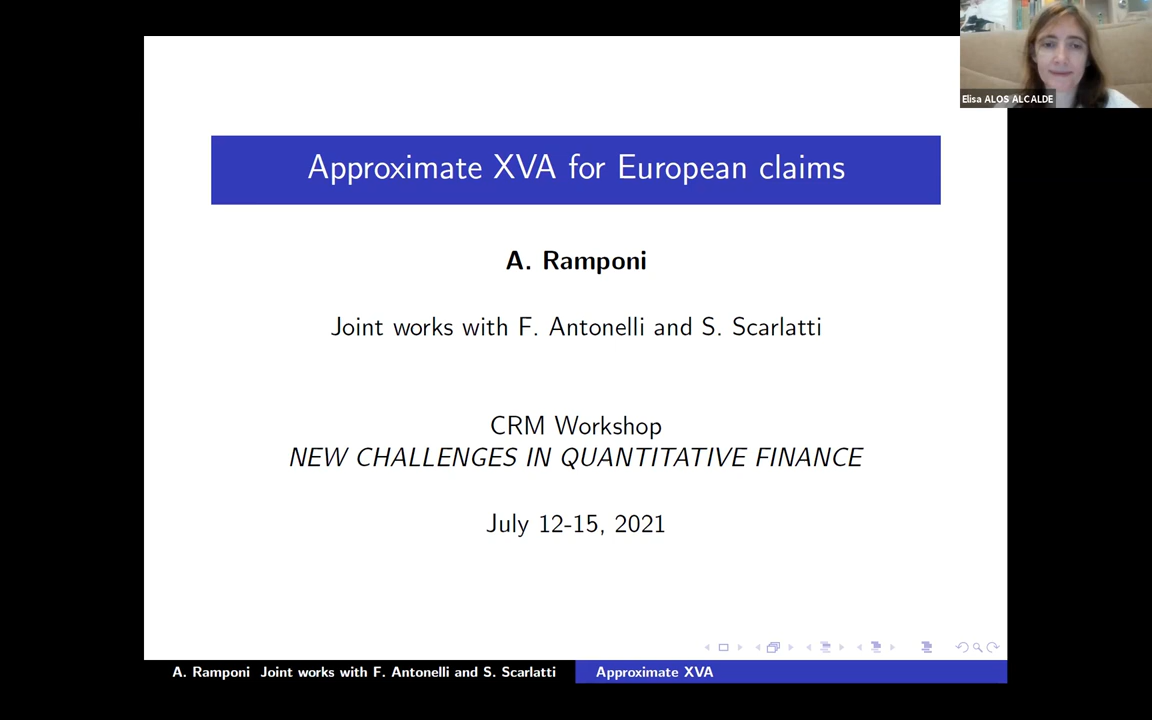 Elisa ALOS ALCALDE
Approximate XVA for European claims
A. Ramponi
Joint works with F. Antonelli and S. Scarlatti
CRM Workshop
NEW CHALLENGES IN QUANTITATIVE FINANCE
July 12-15, 2021
A. Ramponi Joint works with F. Antonelli and S. Scarlatti
Approximate XVA